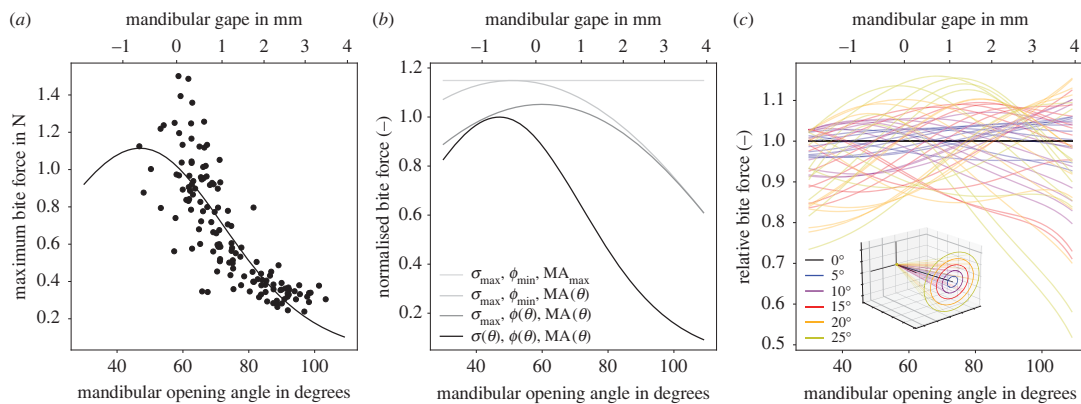 (a) mandibular gape in mm
–1 0 1 2 3 4
maximum bite force in N
1.4
1.2
1.0
0.8
0.6
0.4
0.2
40 60 80 100
mandibular opening angle in degrees
(b) mandibular gape in mm
–1 0 1 2 3 4
normalised bite force (–)
1.2
1.0
0.8
0.6
0.4
0.2
σmax, ϕmin, MAmax
σmax, ϕmin, MA(θ)
σmax, ϕ(θ), MA(θ)
σ(θ), ϕ(θ), MA(θ)
40 60 80 100
mandibular opening angle in degrees
(c) mandibular gape in mm
–1 0 1 2 3 4
relative bite force (–)
1.1
1.0
0.9
0.8
0.7
0.6
0.5
0°
5°
10°
15°
20°
25°
40 60 80 100
mandibular opening angle in degrees